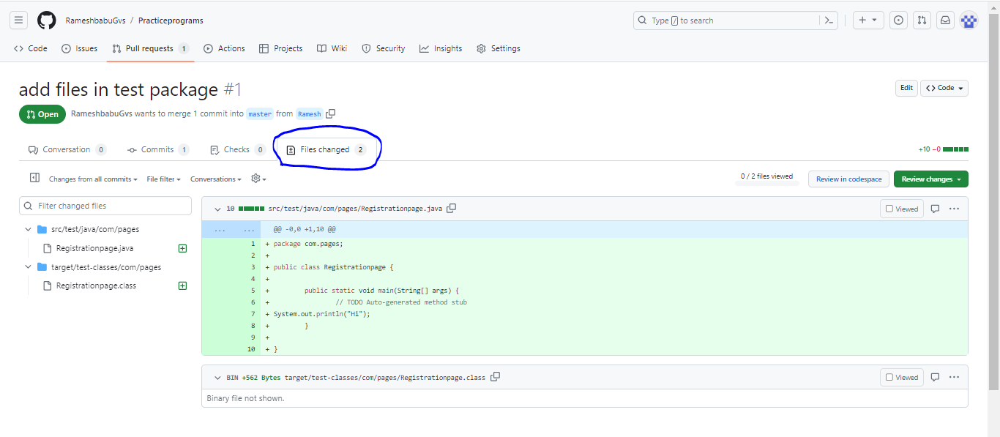 RameshbabuGvs / Practiceprograms
Type / to search
Code Issues Pull requests 1 Actions Projects Wiki Security Insights Settings
add files in test package #1
Edit <> Code
Open RameshbabuGvs wants to merge 1 commit into master from Ramesh
Conversation 0 Commits 1 Checks 0 Files changed 2 +10 −0
Changes from all commits File filter Conversations 0 / 2 files viewed Review in codespace Review changes
Filter changed files
src/test/java/com/pages
Registrationpage.java
target/test-classes/com/pages
Registrationpage.class
10 src/test/java/com/pages/Registrationpage.java Viewed
... ... @@ -0,0 +1,10 @@
1 + package com.pages;
2 +
3 + public class Registrationpage {
4 +
5 + public static void main(String[] args) {
6 + // TODO Auto-generated method stub
7 + System.out.println("Hi");
8 + }
9 +
10 + }
BIN +562 Bytes target/test-classes/com/pages/Registrationpage.class Viewed
Binary file not shown.